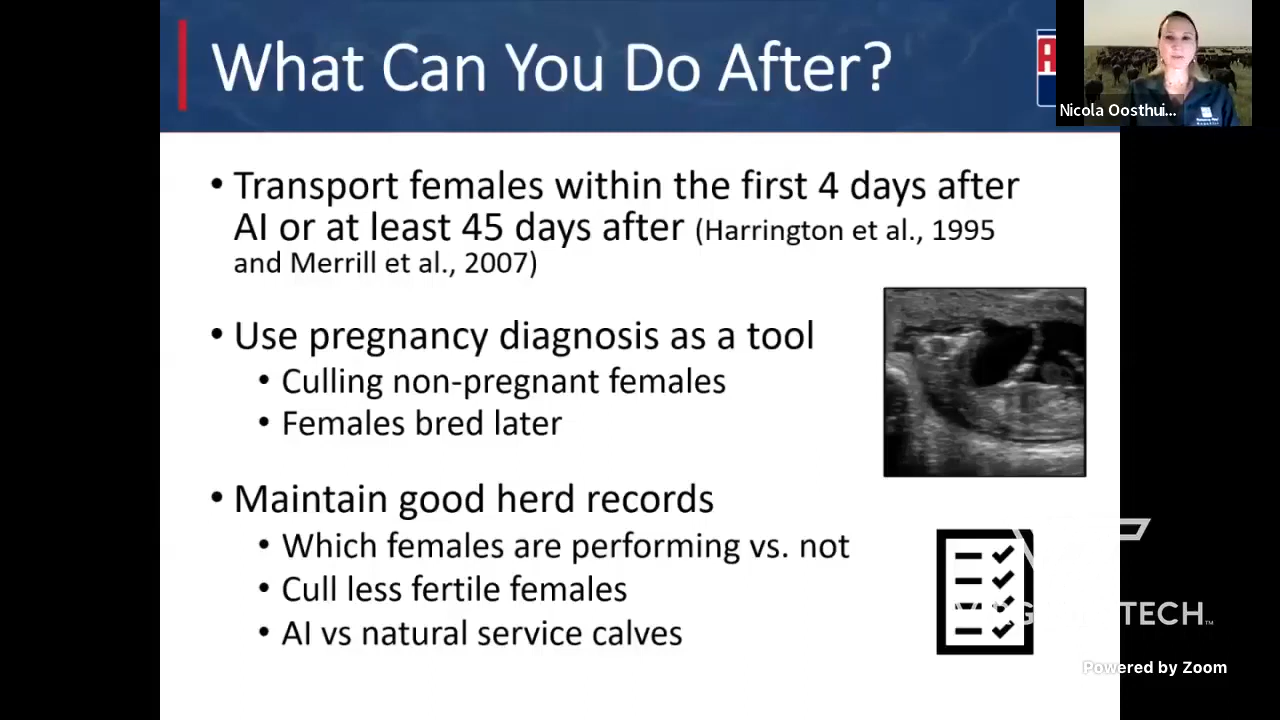 What Can You Do After?
A
Nicola Oosthui...
• Transport females within the first 4 days after
AI or at least 45 days after (Harrington et al., 1995
and Merrill et al., 2007)
• Use pregnancy diagnosis as a tool
• Culling non-pregnant females
• Females bred later
• Maintain good herd records
• Which females are performing vs. not
• Cull less fertile females
• AI vs natural service calves
TECH™
Powered by Zoom